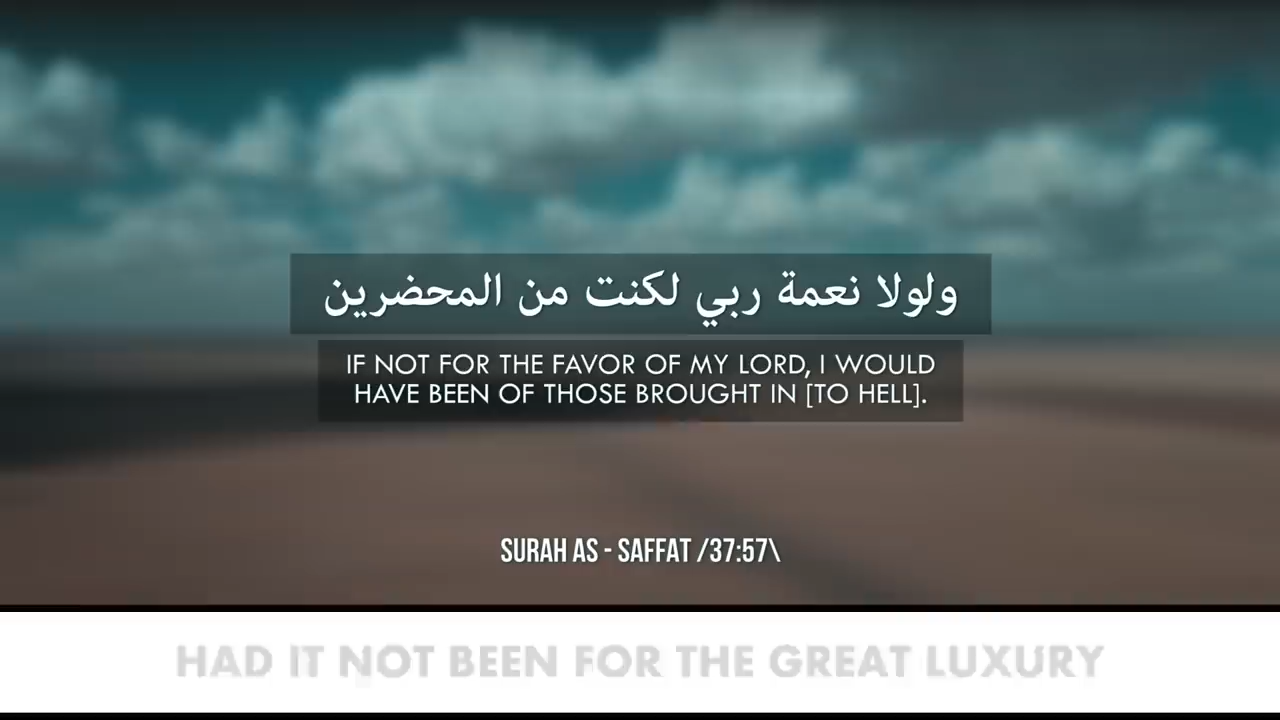 ولولا نعمة ربي لكنت من المحضرين
IF NOT FOR THE FAVOR OF MY LORD, I WOULD
HAVE BEEN OF THOSE BROUGHT IN [TO HELL].
SURAH AS - SAFFAT /37:57\
HAD IT NOT BEEN FOR THE GREAT LUXURY